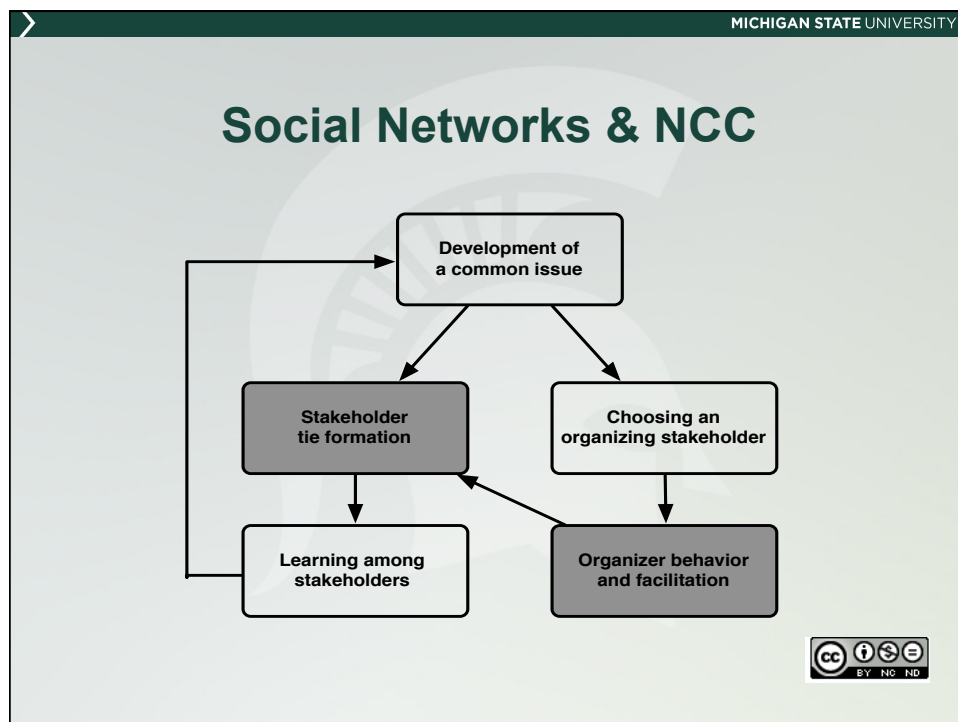 MICHIGAN STATE UNIVERSITY
Social Networks & NCC
Development of
a common issue
Stakeholder
tie formation
Choosing an
organizing stakeholder
Learning among
stakeholders
Organizer behavior
and facilitation
cc
BY NC ND